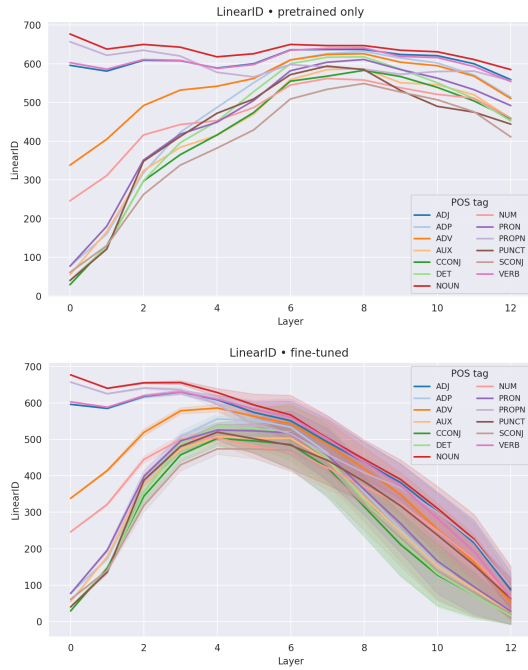 LinearID • pretrained only
700
600
500
400
300
200
100
0
LinearID
0 2 4 6 8 10 12
Layer
POS tag
ADJ NUM
ADP PRON
ADV PROPN
AUX PUNCT
CCONJ SCONJ
DET VERB
NOUN
LinearID • fine-tuned
700
600
500
400
300
200
100
0
LinearID
0 2 4 6 8 10 12
Layer
POS tag
ADJ NUM
ADP PRON
ADV PROPN
AUX PUNCT
CCONJ SCONJ
DET VERB
NOUN